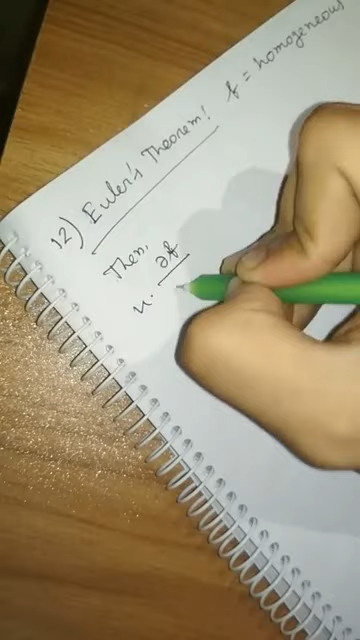 12) Euler's Theorem! f = homogeneous
Then,
x. ∂f